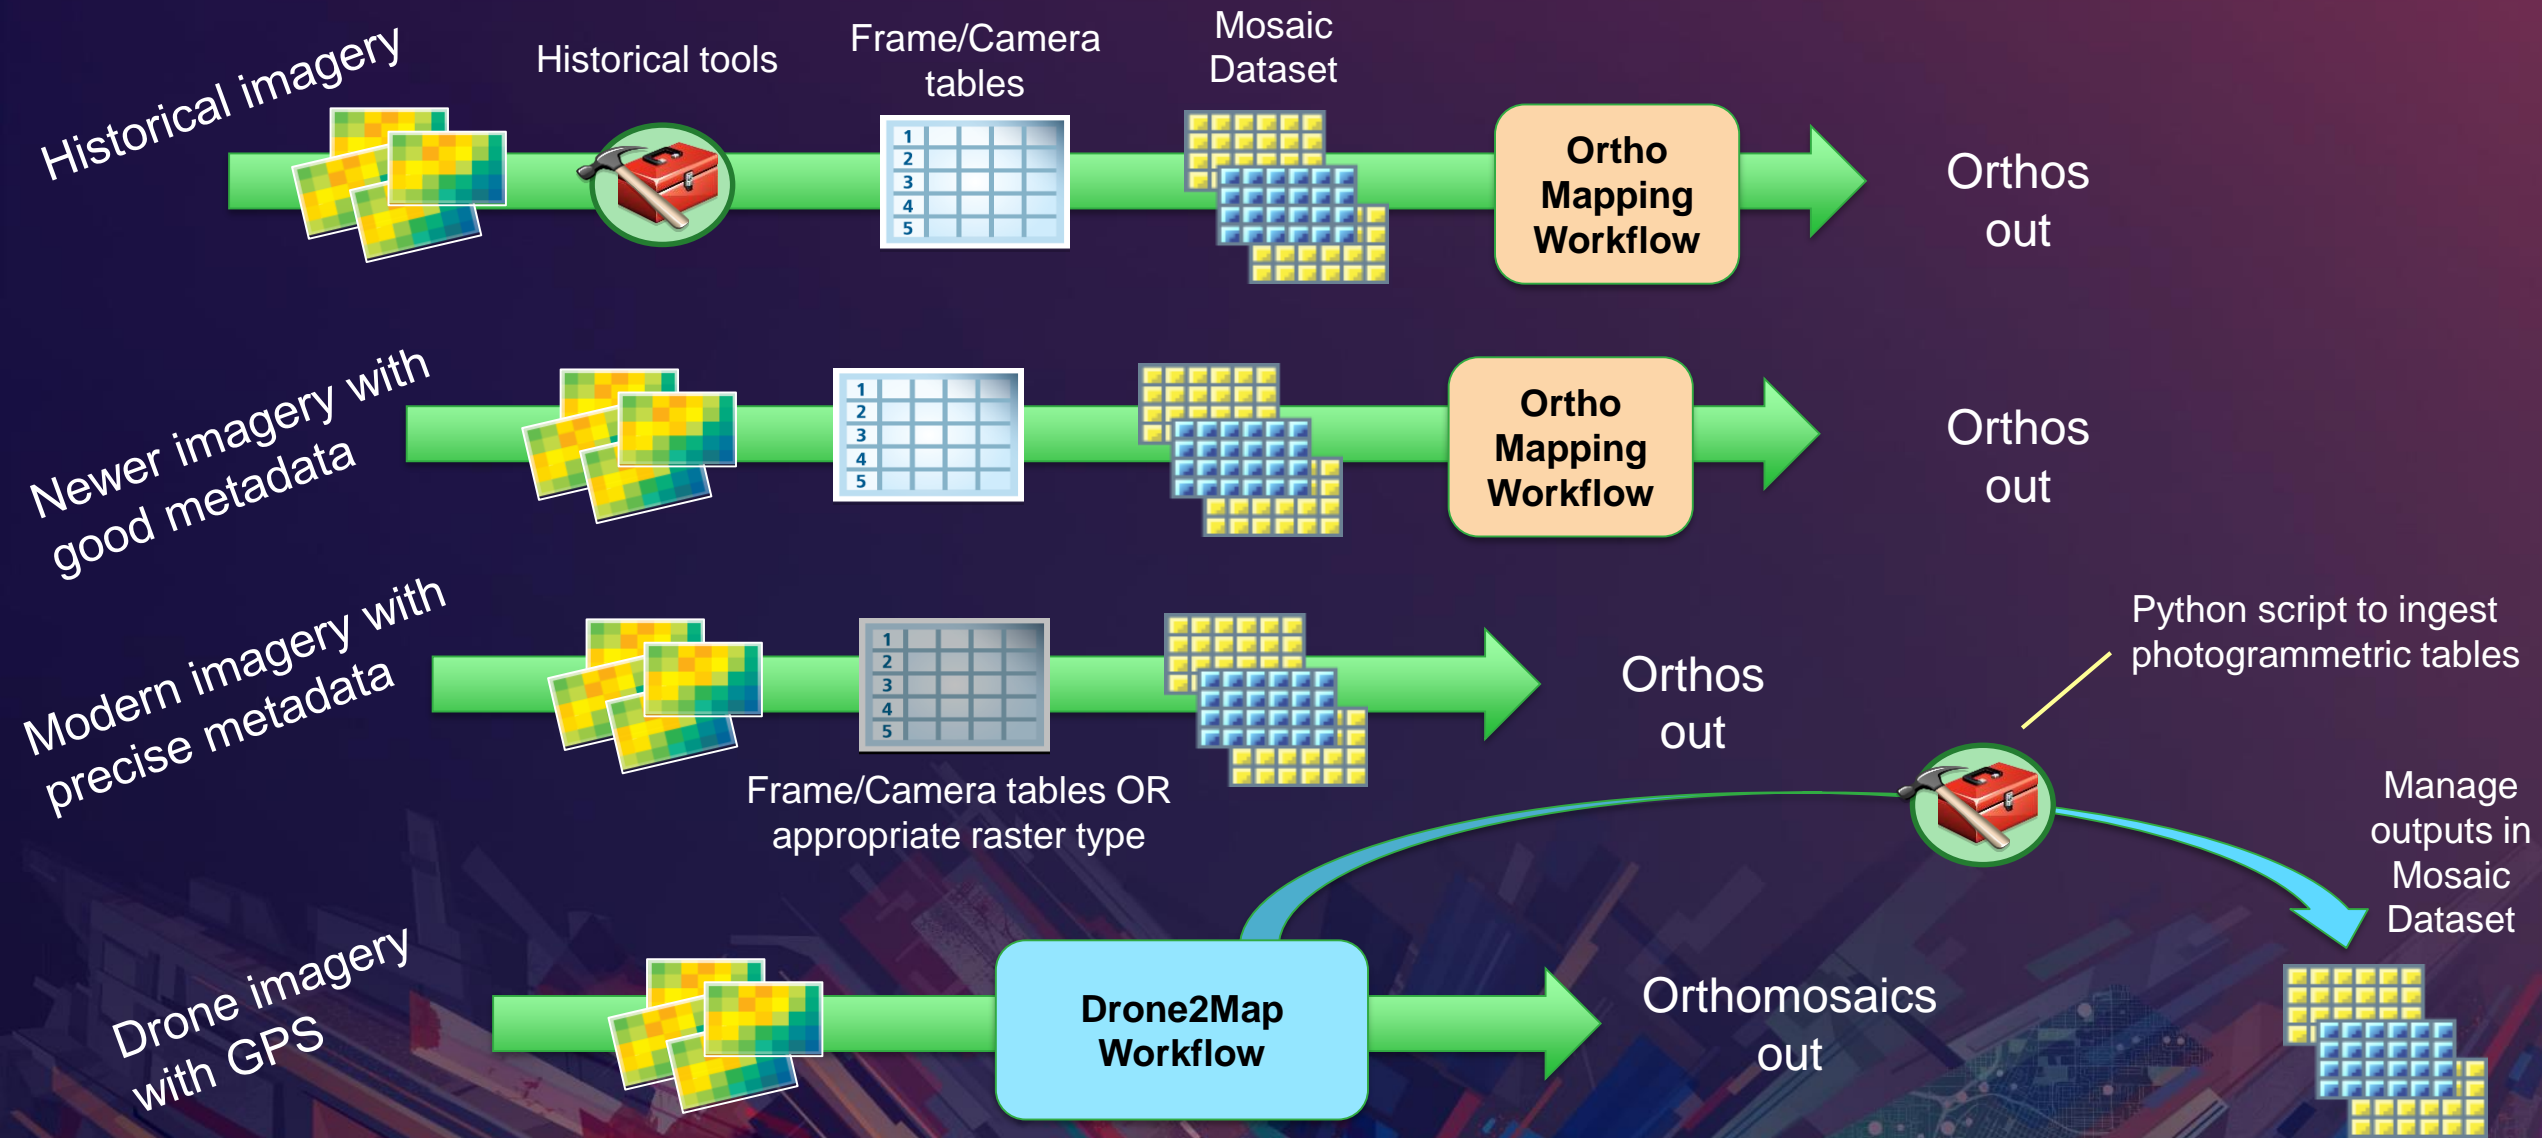 Historical imagery
Historical tools
Frame/Camera
tables
Mosaic
Dataset
1
2
3
4
5
Ortho
Mapping
Workflow
Orthos
out
Newer imagery with
good metadata
1
2
3
4
5
Ortho
Mapping
Workflow
Orthos
out
Modern imagery with
precise metadata
1
2
3
4
5
Frame/Camera tables OR
appropriate raster type
Orthos
out
Python script to ingest
photogrammetric tables
Manage
outputs in
Mosaic
Dataset
Drone imagery
with GPS
Drone2Map
Workflow
Orthomosaics
out